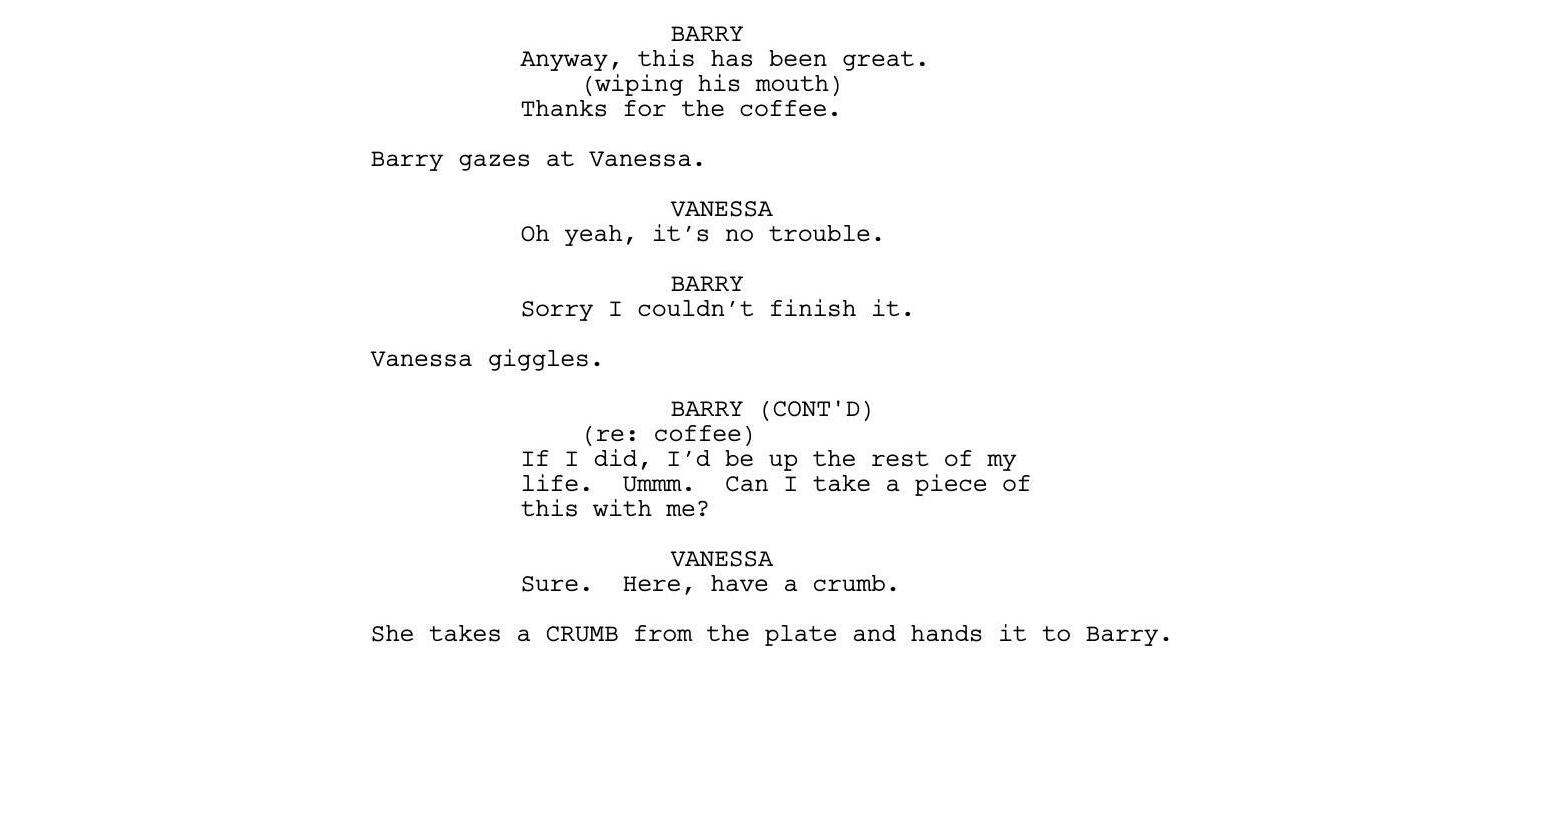 BARRY
Anyway, this has been great.
(wiping his mouth)
Thanks for the coffee.
Barry gazes at Vanessa.
VANESSA
Oh yeah, it’s no trouble.
BARRY
Sorry I couldn’t finish it.
Vanessa giggles.
BARRY (CONT'D)
(re: coffee)
If I did, I’d be up the rest of my
life.  Ummm.  Can I take a piece of
this with me?
VANESSA
Sure.  Here, have a crumb.
She takes a CRUMB from the plate and hands it to Barry.